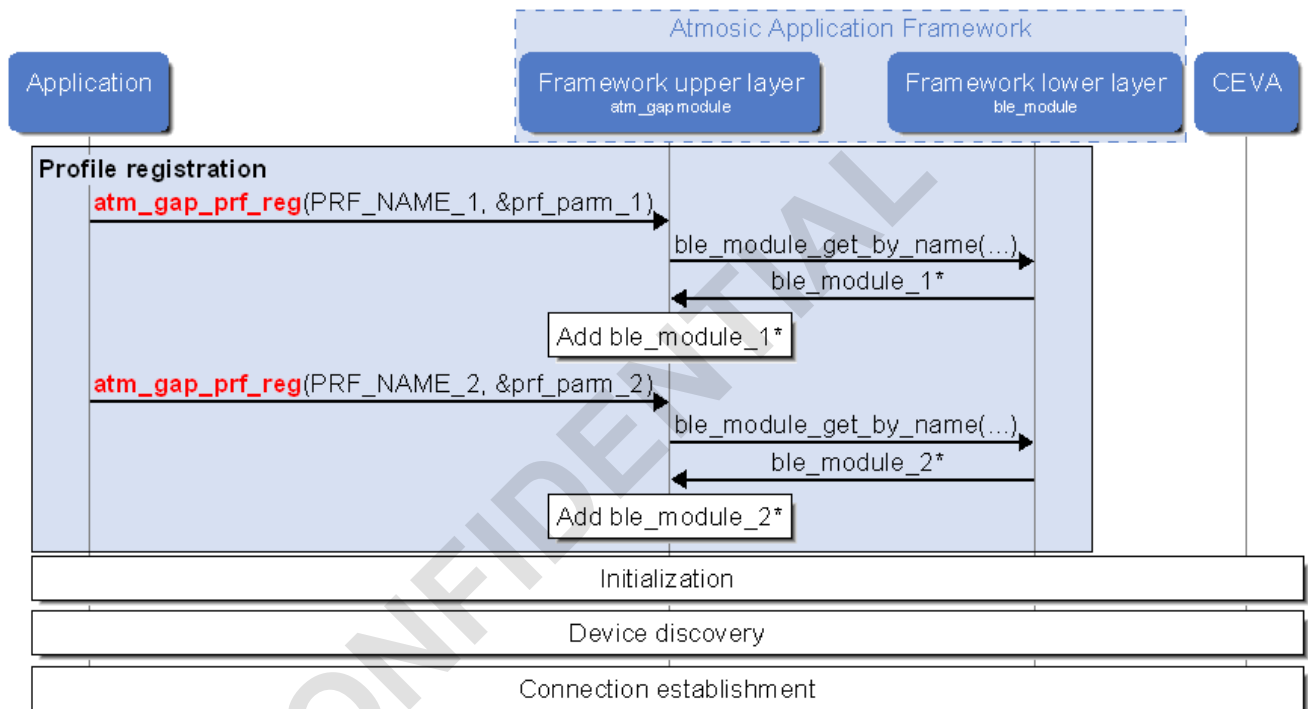 Atmosic Application Framework
Application
Framework upper layer
atm_gap module
Framework lower layer
ble_module
CEVA
Profile registration
atm_gap_prf_reg(PRF_NAME_1, &prf_parm_1)
ble_module_get_by_name(...)
ble_module_1*
Add ble_module_1*
atm_gap_prf_reg(PRF_NAME_2, &prf_parm_2)
ble_module_get_by_name(...)
ble_module_2*
Add ble_module_2*
Initialization
Device discovery
Connection establishment
ONFIDENTIAL